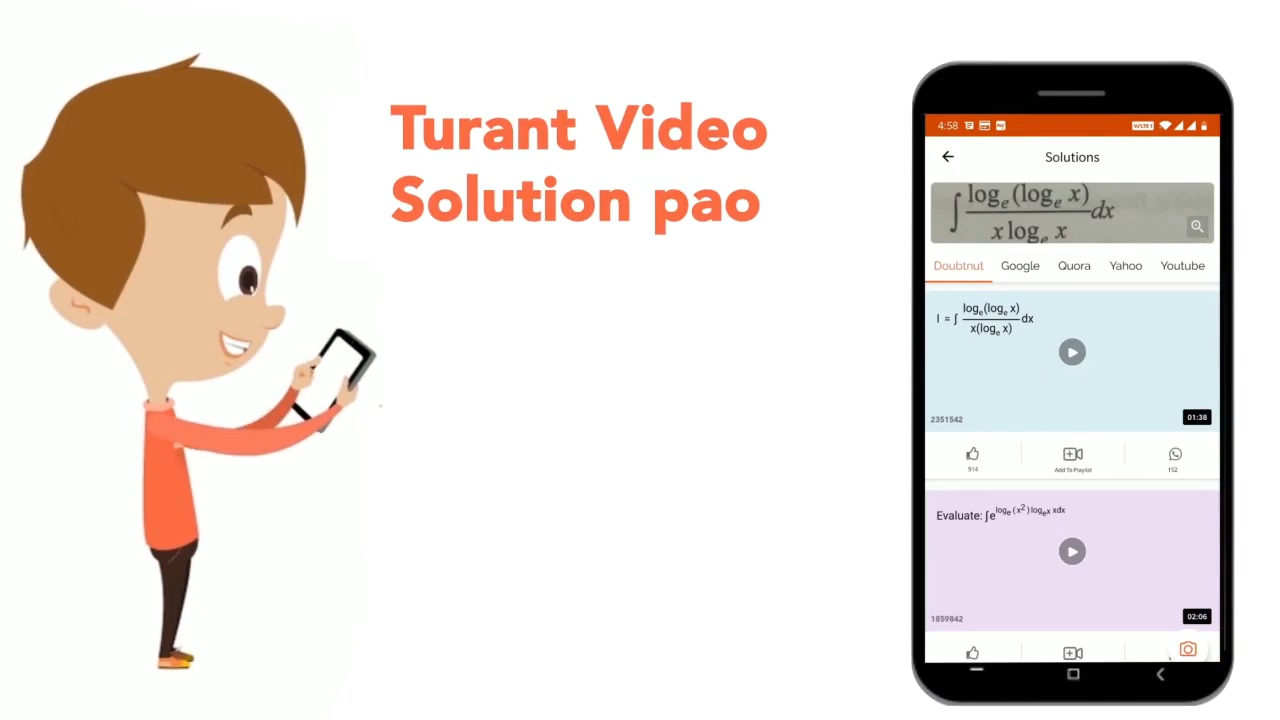 Turant Video
Solution pao
4:58
VoLTE1
Solutions
∫ logₑ(logₑ x) / x logₑ x dx
Doubtnut Google Quora Yahoo Youtube
I = ∫ logₑ(logₑ x) / x(logₑ x) dx
2351542 01:38
914 Add To Playlist 152
Evaluate: ∫e^logₑ(x²)logₑx xdx
1859842 02:06